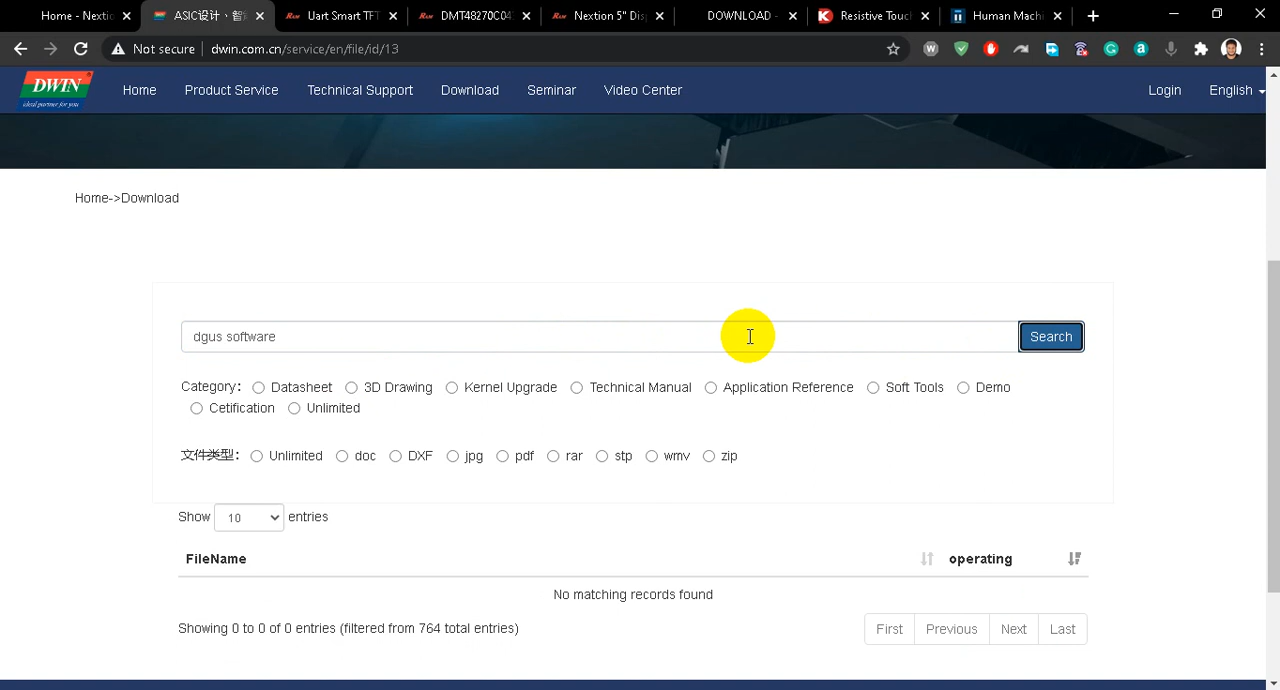 Home - Nextio
ASIC设计、智
Uart Smart TFT
DMT48270C04
Nextion 5" Dis
DOWNLOAD -
Resistive Touc
Human Machi
Not secure | dwin.com.cn/service/en/file/id/13
DWIN
ideal partner for you
Home
Product Service
Technical Support
Download
Seminar
Video Center
Login
English
Home->Download
dgus software
Search
Category: Datasheet 3D Drawing Kernel Upgrade Technical Manual Application Reference Soft Tools Demo
Cetification Unlimited
文件类型: Unlimited doc DXF jpg pdf rar stp wmv zip
Show 10 entries
FileName operating
No matching records found
Showing 0 to 0 of 0 entries (filtered from 764 total entries)
First Previous Next Last